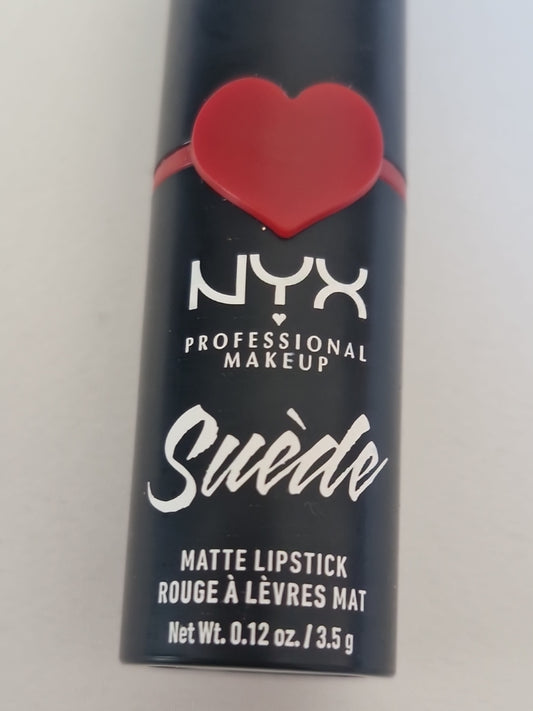 NYX
PROFESSIONAL
MAKEUP
Suède
MATTE LIPSTICK
ROUGE À LÈVRES MAT
Net Wt. 0.12 oz. / 3.5 g